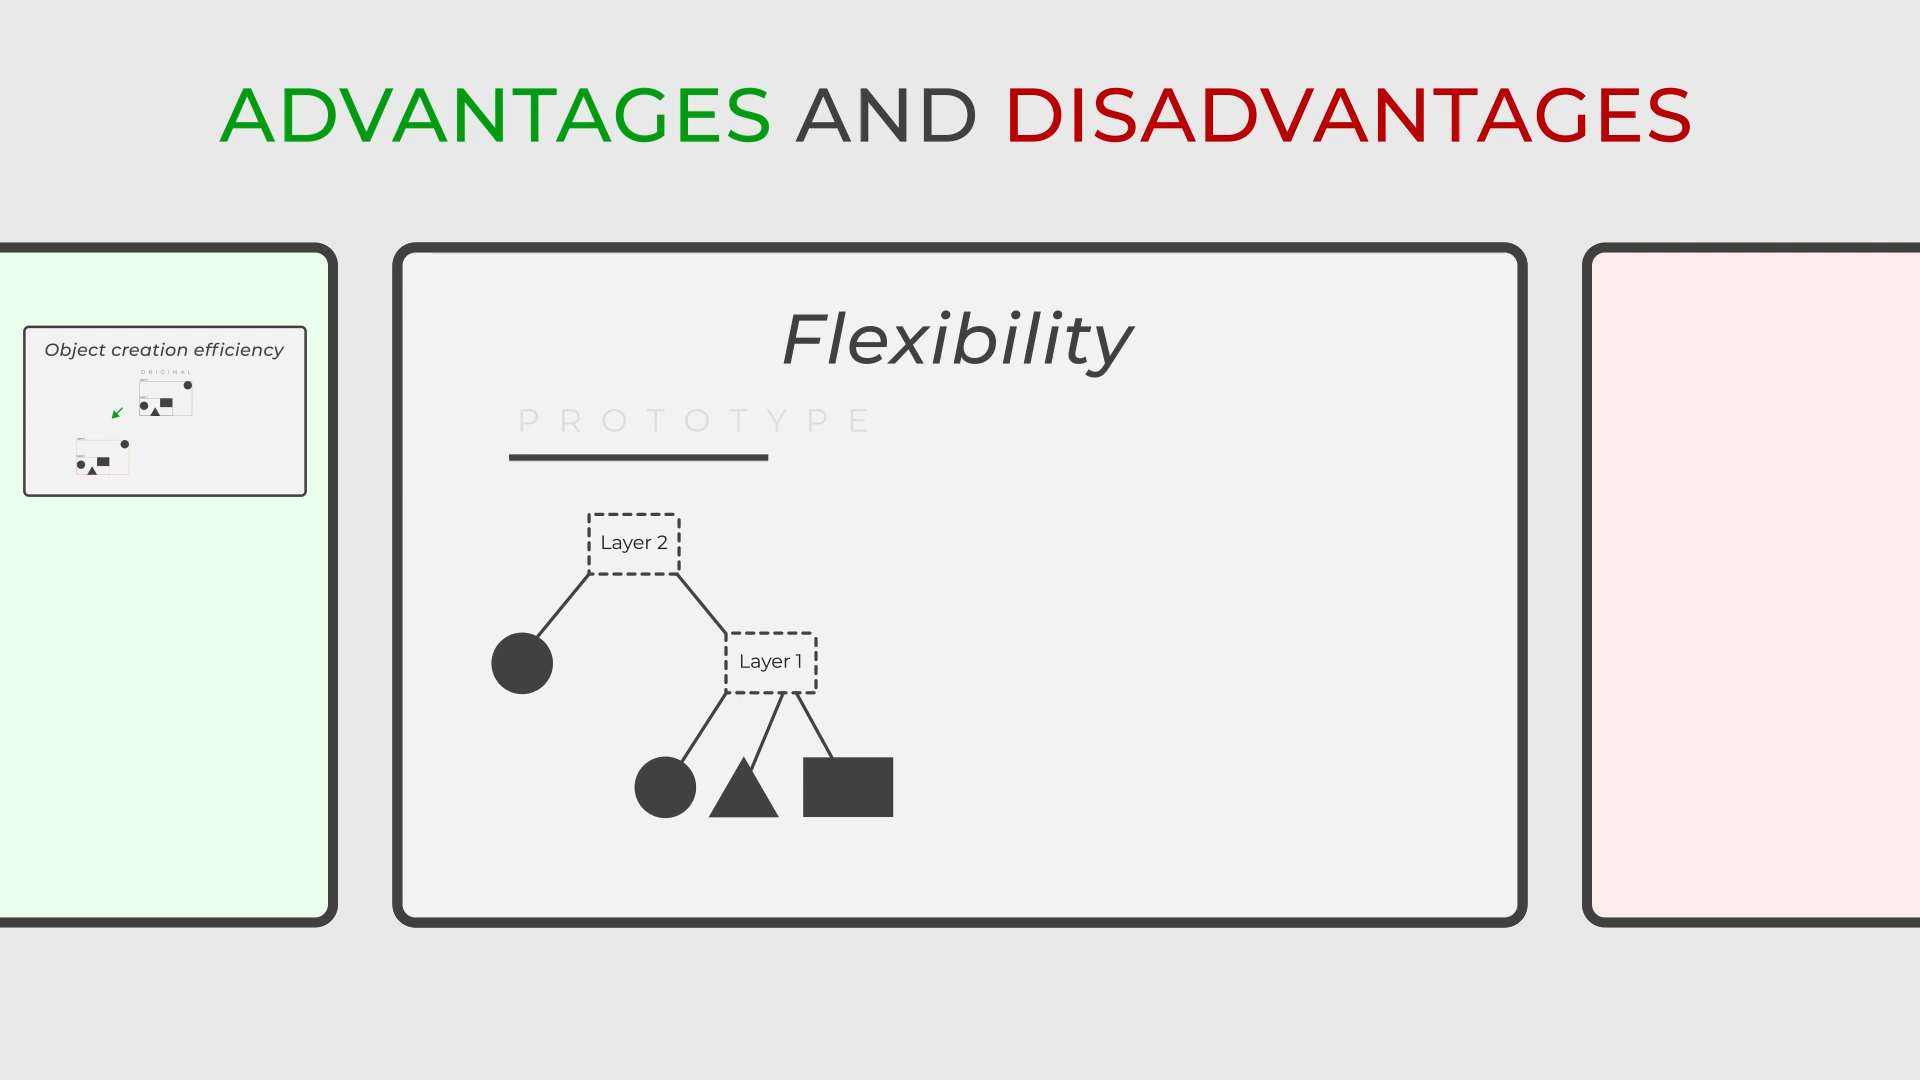 ADVANTAGES AND DISADVANTAGES
Object creation efficiency
ORIGINAL
Flexibility
PROTOTYPE
Layer 2
Layer 1